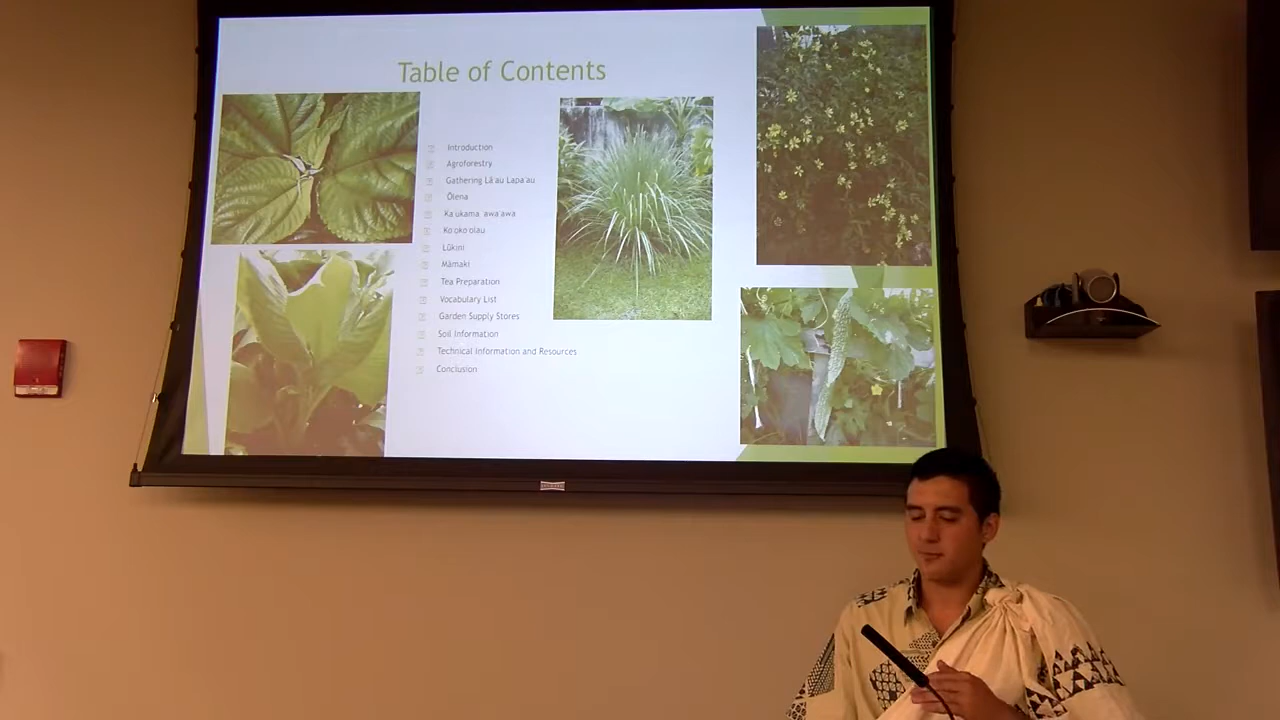 Table of Contents
Introduction
Agroforestry
Gathering Lāʻau Lapaʻau
Ōlena
Kaʻukama ʻawaʻawa
Koʻokoʻolau
Lūkini
Māmaki
Tea Preparation
Vocabulary List
Garden Supply Stores
Soil Information
Technical Information and Resources
Conclusion